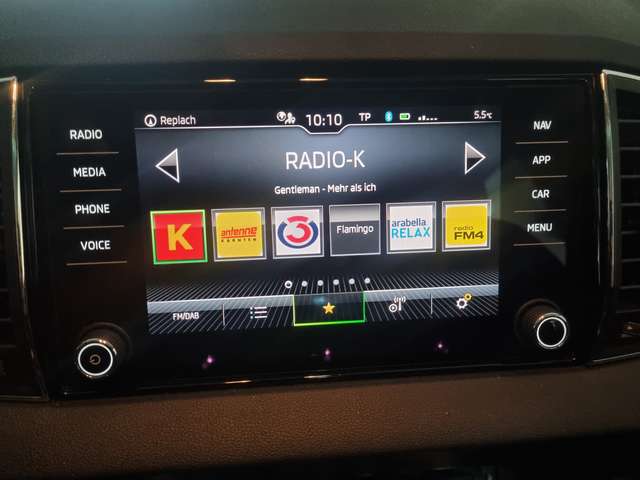 Replach 10:10 TP 5.5°C
RADIO
MEDIA
PHONE
VOICE
RADIO-K
Gentleman - Mehr als ich
K
antenne
KÄRNTEN
Ö3
Flamingo
arabella
RELAX
radio
FM4
FM/DAB
NAV
APP
CAR
MENU